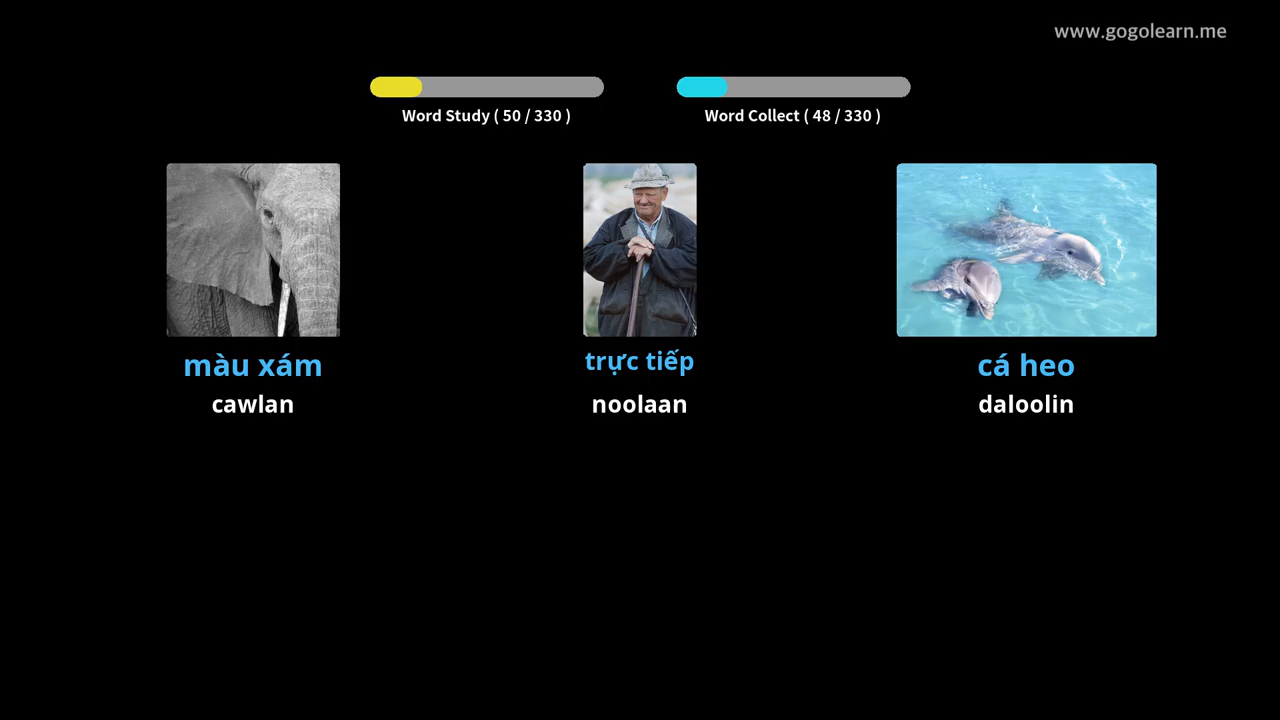 www.gogolearn.me
Word Study ( 50 / 330 )
Word Collect ( 48 / 330 )
màu xám
trực tiếp
cá heo
cawlan
noolaan
daloolin